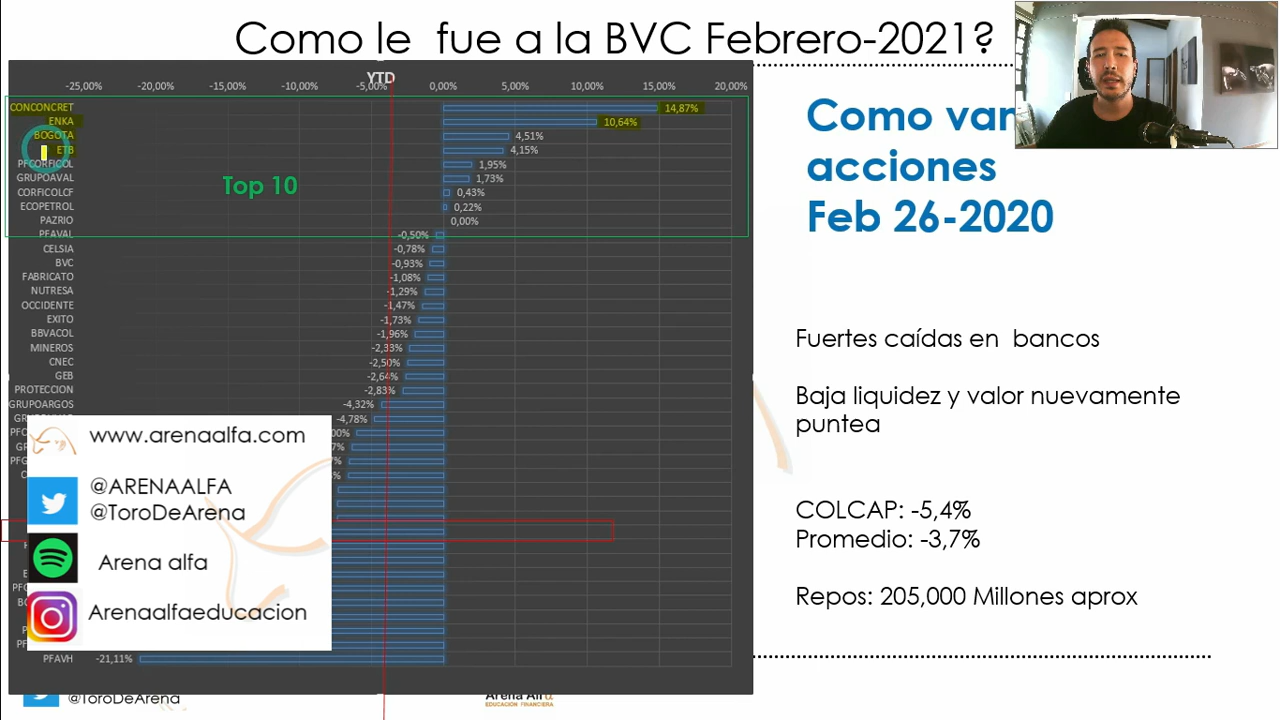 Como le fue a la BVC Febrero-2021?
YTD
-25,00% -20,00% -15,00% -10,00% -5,00% 0,00% 5,00% 10,00% 15,00% 20,00%
CONCONCRET 14,87%
ENKA 10,64%
BOGOTA 4,51%
ETB 4,15%
PFCORFICOL 1,95%
GRUPOAVAL 1,73%
CORFICOLCF 0,43%
ECOPETROL 0,22%
PAZRIO 0,00%
PFAVAL -0,50%
CELSIA -0,78%
BVC -0,93%
FABRICATO -1,08%
NUTRESA -1,29%
OCCIDENTE -1,47%
EXITO -1,73%
BBVACOL -1,96%
MINEROS -2,33%
CNEC -2,50%
GEB -2,64%
PROTECCION -2,83%
GRUPOARGOS -4,32%
-4,78%
PFAVH -21,11%
Top 10
www.arenaalfa.com
@ARENAALFA
@ToroDeArena
Arena alfa
Arenaalfaeducacion
@ToroDeArena
Arena Alfα
EDUCACIÓN FINANCIERA
Como van
acciones
Feb 26-2020
Fuertes caídas en bancos
Baja liquidez y valor nuevamente
puntea
COLCAP: -5,4%
Promedio: -3,7%
Repos: 205,000 Millones aprox